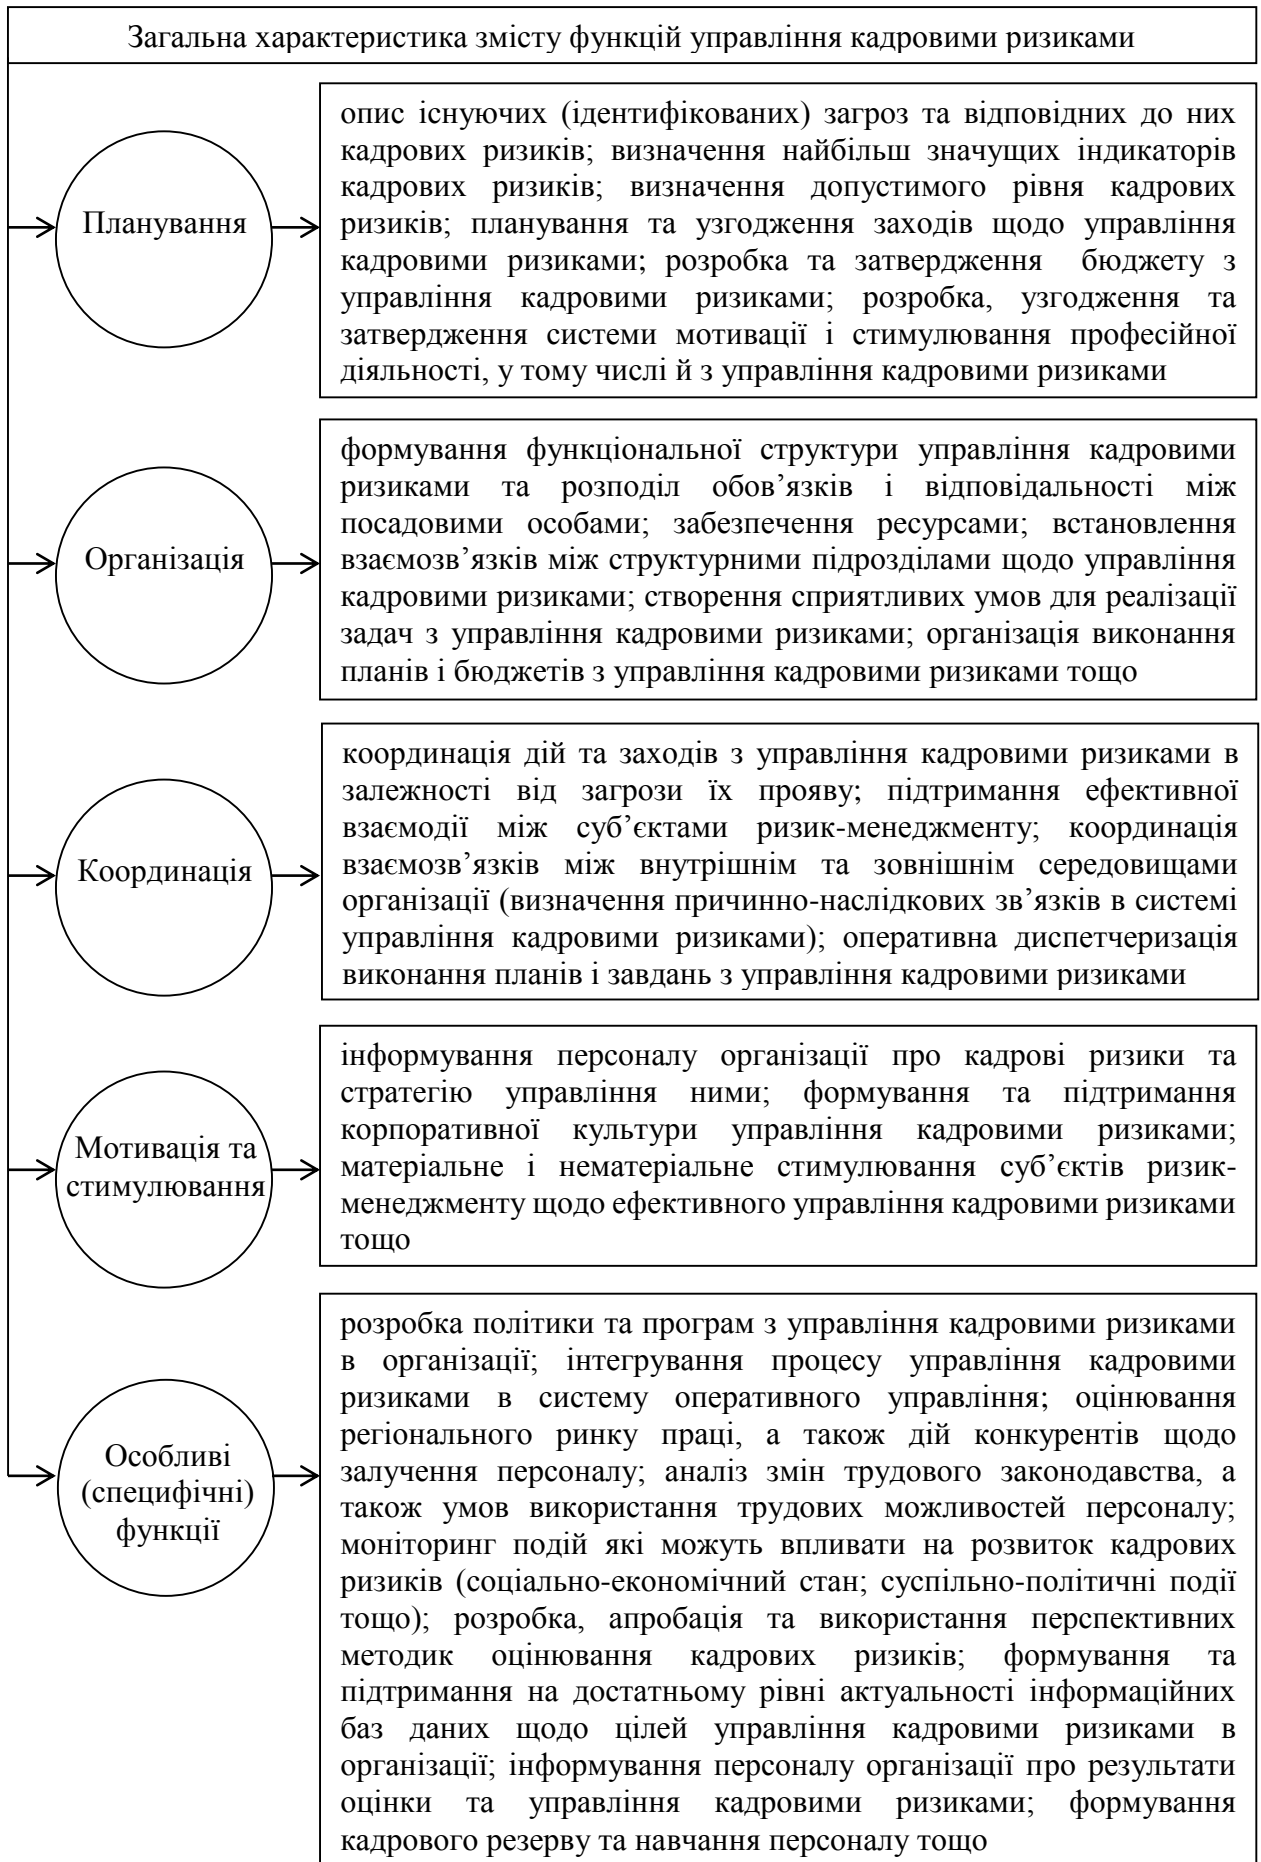 Загальна характеристика змісту функцій управління кадровими ризиками
Планування
опис існуючих (ідентифікованих) загроз та відповідних до них
кадрових ризиків; визначення найбільш значущих індикаторів
кадрових ризиків; визначення допустимого рівня кадрових
ризиків; планування та узгодження заходів щодо управління
кадровими ризиками; розробка та затвердження бюджету з
управління кадровими ризиками; розробка, узгодження та
затвердження системи мотивації і стимулювання професійної
діяльності, у тому числі й з управління кадровими ризиками
Організація
формування функціональної структури управління кадровими
ризиками та розподіл обов’язків і відповідальності між
посадовими особами; забезпечення ресурсами; встановлення
взаємозв’язків між структурними підрозділами щодо управління
кадровими ризиками; створення сприятливих умов для реалізації
задач з управління кадровими ризиками; організація виконання
планів і бюджетів з управління кадровими ризиками тощо
Координація
координація дій та заходів з управління кадровими ризиками в
залежності від загрози їх прояву; підтримання ефективної
взаємодії між суб’єктами ризик-менеджменту; координація
взаємозв’язків між внутрішнім та зовнішнім середовищами
організації (визначення причинно-наслідкових зв’язків в системі
управління кадровими ризиками); оперативна диспетчеризація
виконання планів і завдань з управління кадровими ризиками
Мотивація та
стимулювання
інформування персоналу організації про кадрові ризики та
стратегію управління ними; формування та підтримання
корпоративної культури управління кадровими ризиками;
матеріальне і нематеріальне стимулювання суб’єктів ризик-
менеджменту щодо ефективного управління кадровими ризиками
тощо
Особливі
(специфічні)
функції
розробка політики та програм з управління кадровими ризиками
в організації; інтегрування процесу управління кадровими
ризиками в систему оперативного управління; оцінювання
регіонального ринку праці, а також дій конкурентів щодо
залучення персоналу; аналіз змін трудового законодавства, а
також умов використання трудових можливостей персоналу;
моніторинг подій які можуть впливати на розвиток кадрових
ризиків (соціально-економічний стан; суспільно-політичні події
тощо); розробка, апробація та використання перспективних
методик оцінювання кадрових ризиків; формування та
підтримання на достатньому рівні актуальності інформаційних
баз даних щодо цілей управління кадровими ризиками в
організації; інформування персоналу організації про результати
оцінки та управління кадровими ризиками; формування
кадрового резерву та навчання персоналу тощо